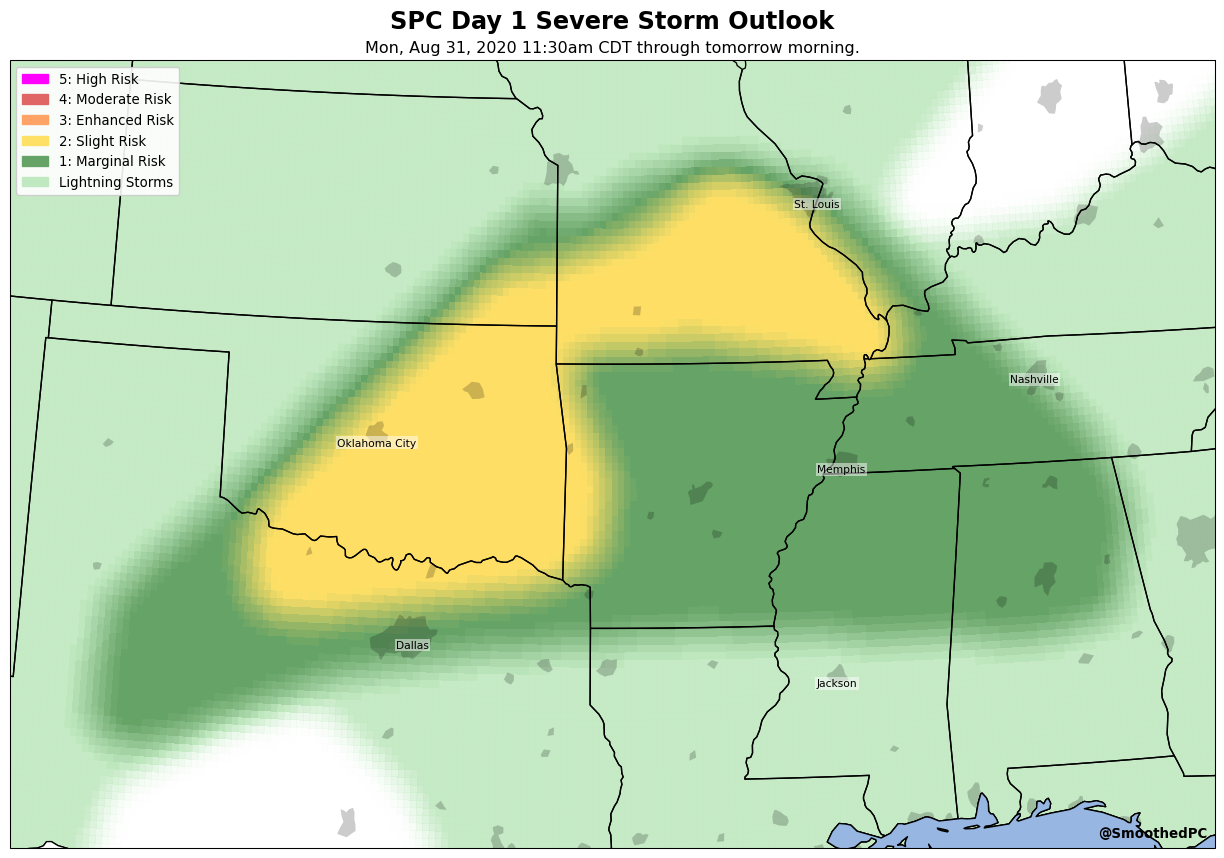 SPC Day 1 Severe Storm Outlook
Mon, Aug 31, 2020 11:30am CDT through tomorrow morning.
5: High Risk
4: Moderate Risk
3: Enhanced Risk
2: Slight Risk
1: Marginal Risk
Lightning Storms
St. Louis
Nashville
Oklahoma City
Memphis
Dallas
Jackson
@SmoothedPC